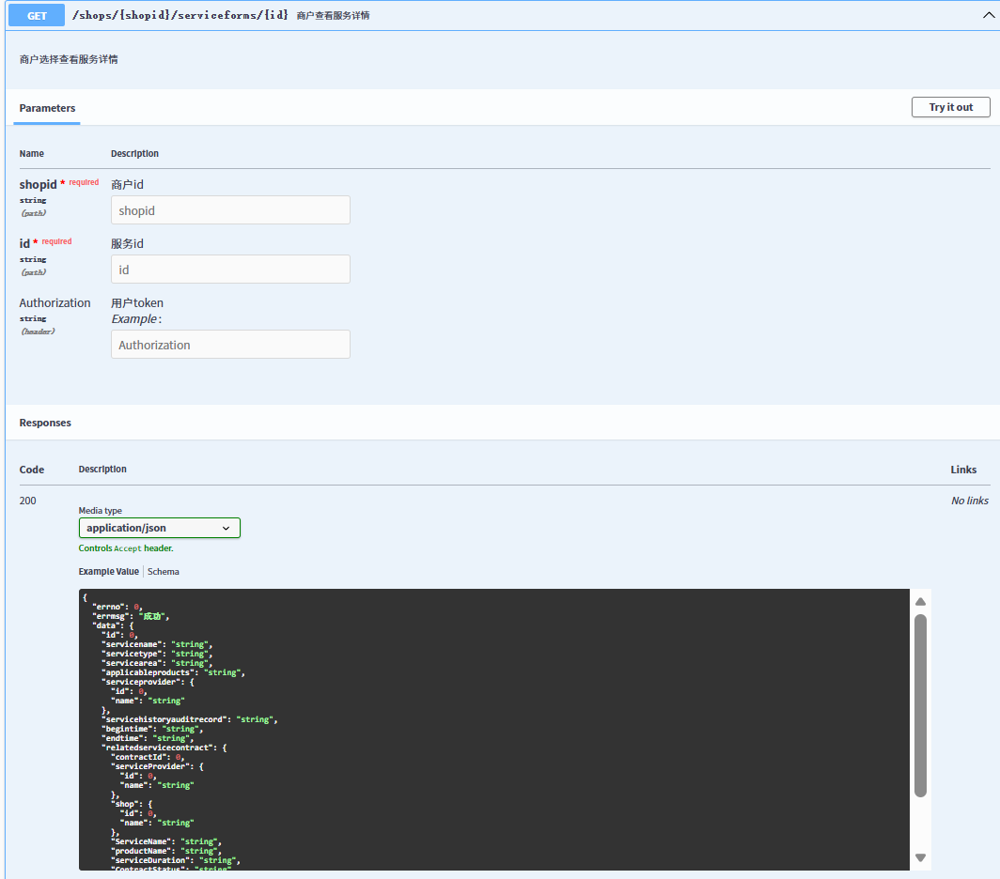 GET /shops/{shopid}/serviceforms/{id} 商户查看服务详情
商户选择查看服务详情
Parameters
Try it out
Name Description
shopid * required 商户id
string
(path)
shopid
id * required 服务id
string
(path)
id
Authorization 用户token
string Example:
(header)
Authorization
Responses
Code Description Links
200 No links
Media type
application/json
Controls Accept header.
Example Value Schema
{
"errno": 0,
"errmsg": "成功",
"data": {
"id": 0,
"servicename": "string",
"servicetype": "string",
"servicearea": "string",
"applicableproducts": "string",
"serviceprovider": {
"id": 0,
"name": "string"
},
"servicehistoryauditrecord": "string",
"begintime": "string",
"endtime": "string",
"relatedservicecontract": {
"contractId": 0,
"serviceProvider": {
"id": 0,
"name": "string"
},
"shop": {
"id": 0,
"name": "string"
},
"ServiceName": "string",
"productName": "string",
"serviceDuration": "string",
"ContractStatus": "string"